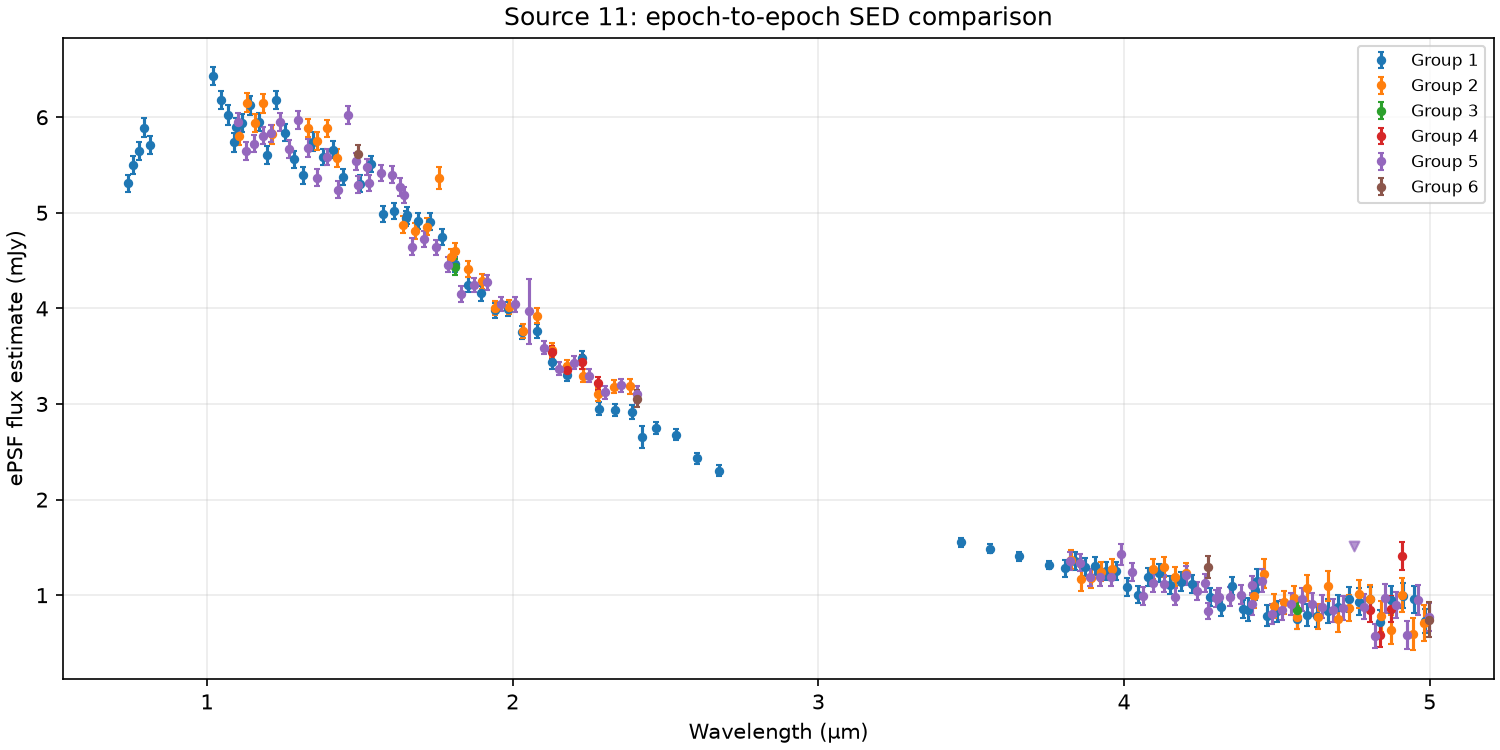 Source 11: epoch-to-epoch SED comparison
ePSF flux estimate (mJy)
6
5
4
3
2
1
Group 1
Group 2
Group 3
Group 4
Group 5
Group 6
1 2 3 4 5
Wavelength (µm)